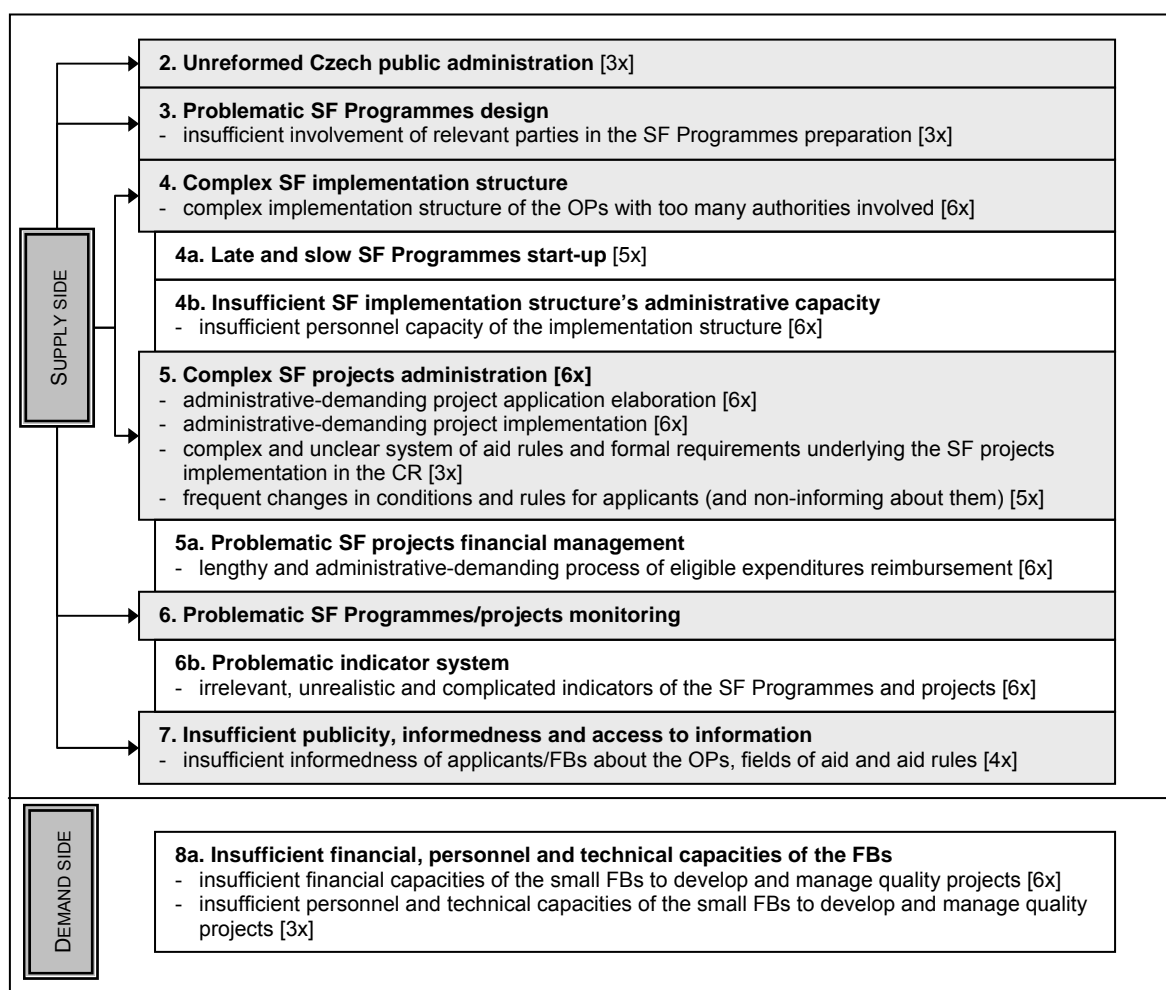 SUPPLY SIDE
2. Unreformed Czech public administration [3x]
3. Problematic SF Programmes design
- insufficient involvement of relevant parties in the SF Programmes preparation [3x]
4. Complex SF implementation structure
- complex implementation structure of the OPs with too many authorities involved [6x]
4a. Late and slow SF Programmes start-up [5x]
4b. Insufficient SF implementation structure's administrative capacity
- insufficient personnel capacity of the implementation structure [6x]
5. Complex SF projects administration [6x]
- administrative-demanding project application elaboration [6x]
- administrative-demanding project implementation [6x]
- complex and unclear system of aid rules and formal requirements underlying the SF projects
implementation in the CR [3x]
- frequent changes in conditions and rules for applicants (and non-informing about them) [5x]
5a. Problematic SF projects financial management
- lengthy and administrative-demanding process of eligible expenditures reimbursement [6x]
6. Problematic SF Programmes/projects monitoring
6b. Problematic indicator system
- irrelevant, unrealistic and complicated indicators of the SF Programmes and projects [6x]
7. Insufficient publicity, informedness and access to information
- insufficient informedness of applicants/FBs about the OPs, fields of aid and aid rules [4x]
DEMAND SIDE
8a. Insufficient financial, personnel and technical capacities of the FBs
- insufficient financial capacities of the small FBs to develop and manage quality projects [6x]
- insufficient personnel and technical capacities of the small FBs to develop and manage quality
projects [3x]